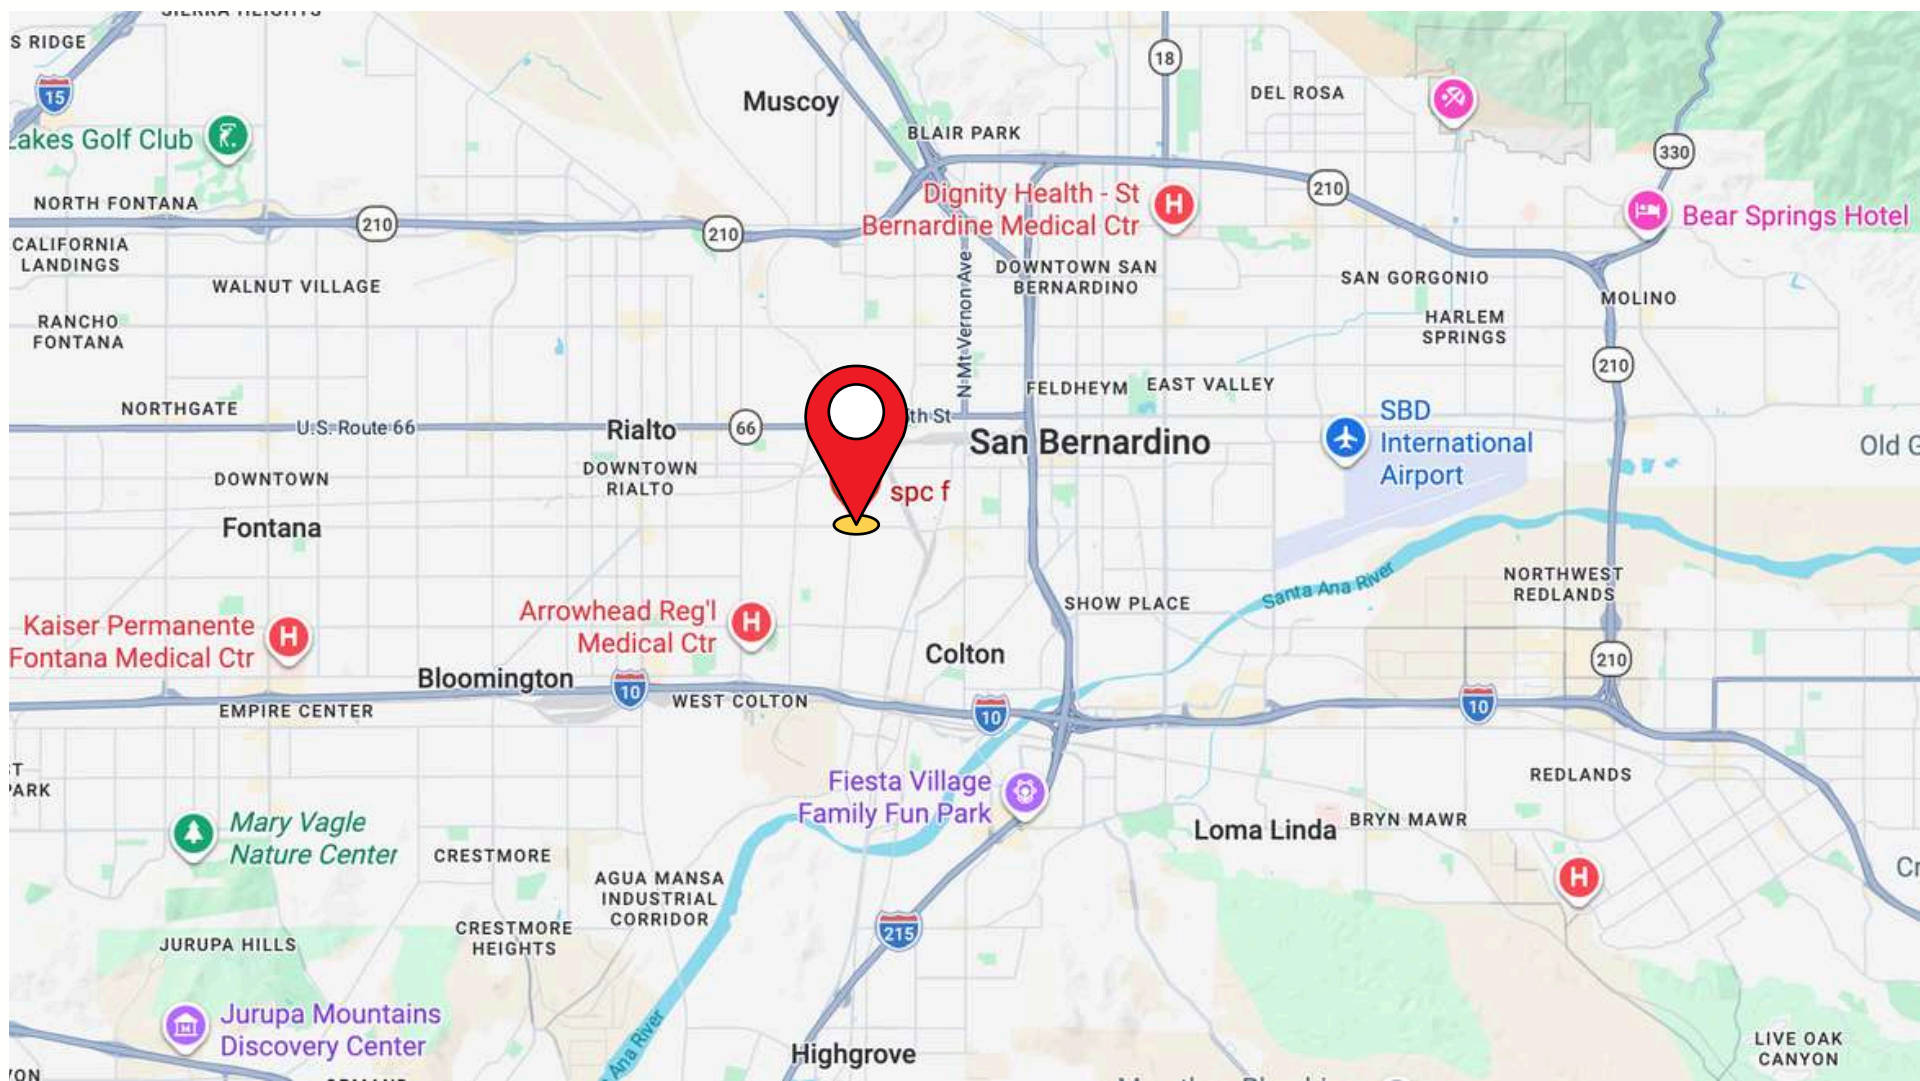 S RIDGE
15
Lakes Golf Club
NORTH FONTANA
CALIFORNIA
LANDINGS
210
WALNUT VILLAGE
RANCHO
FONTANA
NORTHGATE
U.S. Route 66
DOWNTOWN
Fontana
Muscoy
BLAIR PARK
18
DEL ROSA
330
210
Dignity Health - St
Bernardine Medical Ctr
210
Bear Springs Hotel
DOWNTOWN SAN
BERNARDINO
N Mt Vernon Ave
SAN GORGONIO
MOLINO
HARLEM
SPRINGS
210
FELDHEYM
EAST VALLEY
Rialto
66
th St
San Bernardino
SBD
International
Airport
Old G
DOWNTOWN
RIALTO
spc f
Santa Ana River
NORTHWEST
REDLANDS
SHOW PLACE
Kaiser Permanente
Fontana Medical Ctr
H
Arrowhead Reg'l
Medical Ctr
H
Colton
210
Bloomington
10
WEST COLTON
10
10
EMPIRE CENTER
REDLANDS
PARK
Fiesta Village
Family Fun Park
Mary Vagle
Nature Center
CRESTMORE
Loma Linda
BRYN MAWR
H
Cr
AGUA MANSA
INDUSTRIAL
CORRIDOR
CRESTMORE
HEIGHTS
215
JURUPA HILLS
Jurupa Mountains
Discovery Center
Ana River
Highgrove
LIVE OAK
CANYON
H